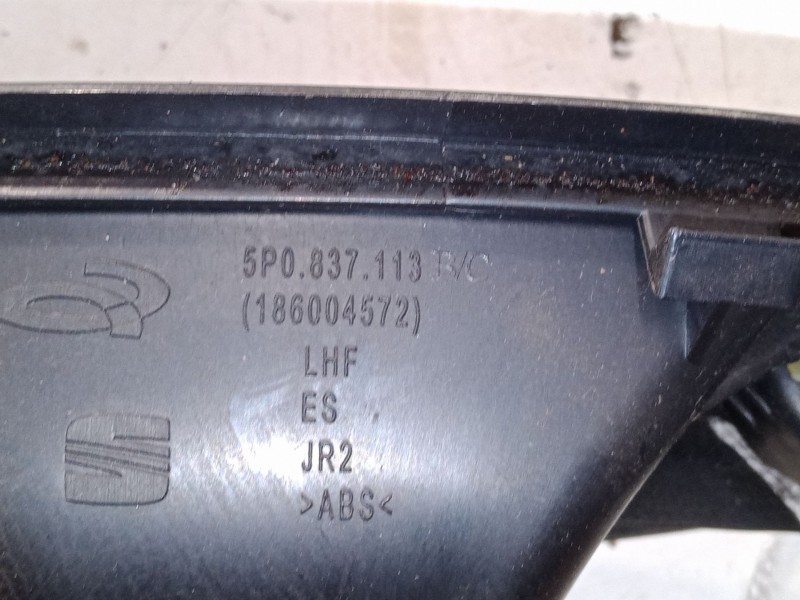 5P0.837.113 B/C
(186004572)
LHF
ES
JR2
>ABS<